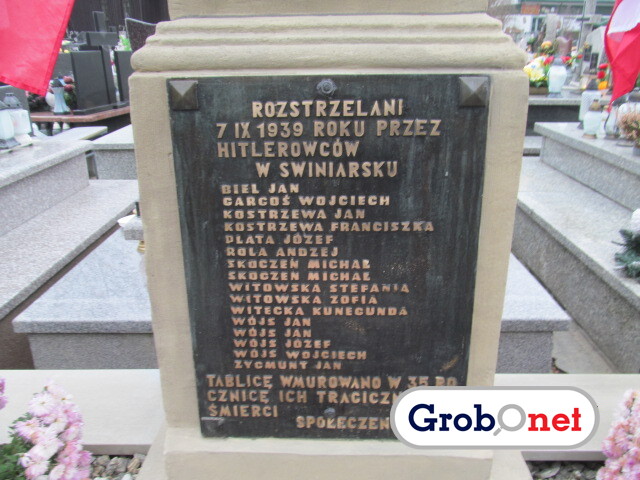 ROZSTRZELANI
7 IX 1939 ROKU PRZEZ
HITLEROWCÓW
W SWINIARSKU
BIEL JAN
GARGOŚ WOJCIECH
KOSTRZEWA JAN
KOSTRZEWA FRANCISZKA
PLATA JÓZEF
ROLA ANDZEJ
SKOCZEŃ MICHAŁ
SKOCZEŃ MICHAŁ
WITOWSKA STEFANIA
WITOWSKA ZOFIA
WITECKA KUNEGUNDA
WÓJS JAN
WÓJS JAN
WÓJS JÓZEF
WÓJS WOJCIECH
ZYGMUNT JAN
TABLICĘ WMUROWANO W 35 RO
CZNICĘ ICH TRAGICZN
ŚMIERCI SPOŁECZEŃ
Grobonet